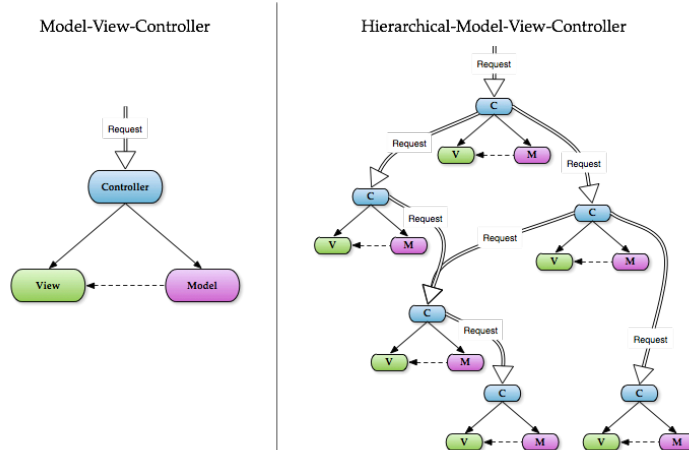 Model-View-Controller
Hierarchical-Model-View-Controller
Request
Controller
View
Model
Request
C
Request
V
M
Request
C
Request
V
M
C
Request
V
M
C
Request
V
M
Request
C
V
M
C
V
M